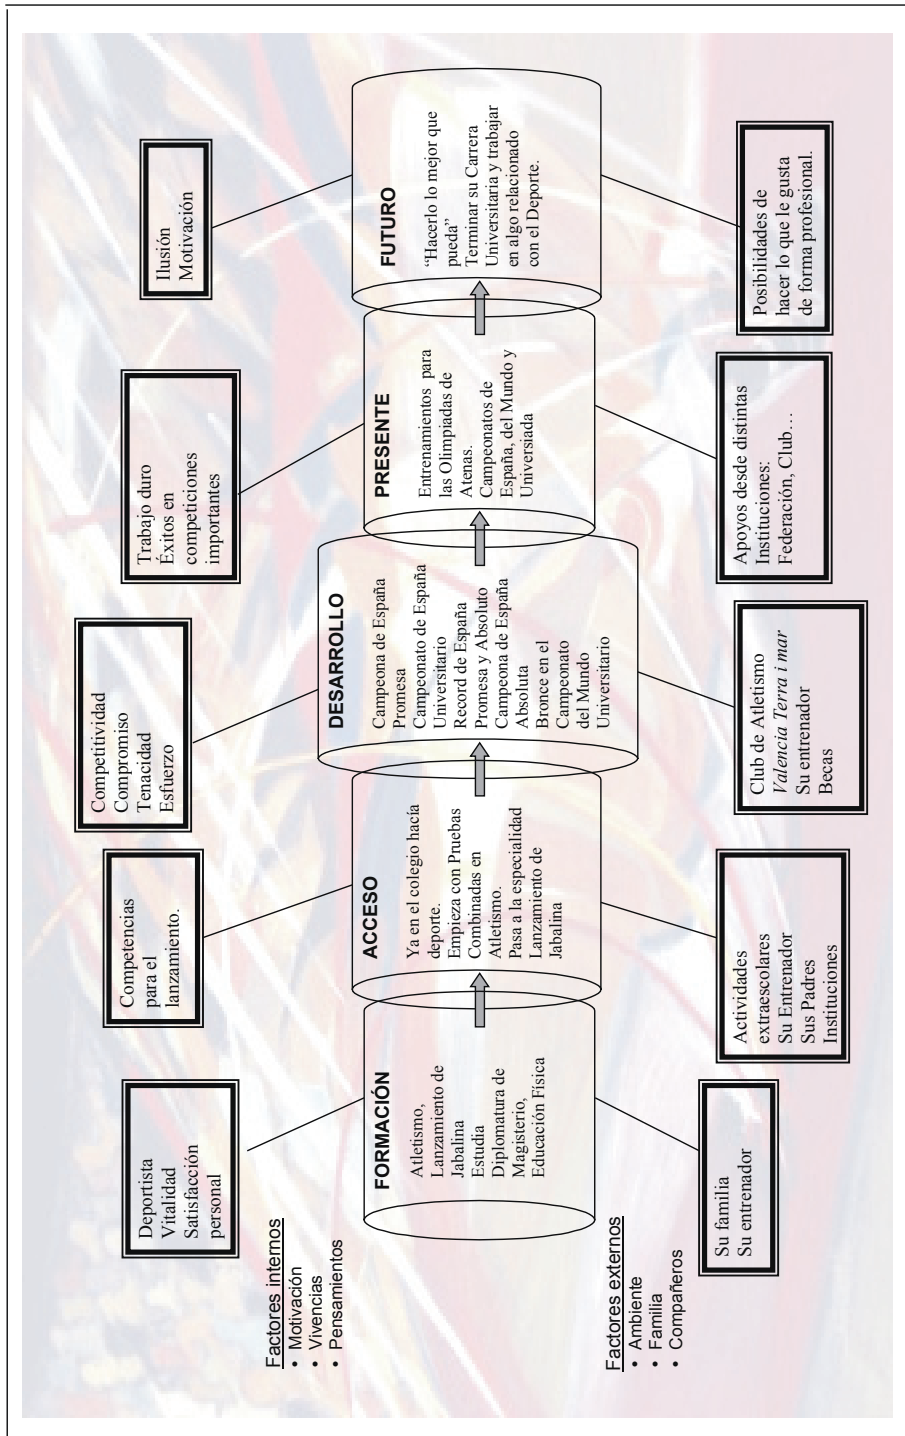 Deportista
Vitalidad
Satisfacción
personal
Competencias
para el
lanzamiento.
Competitividad
Compromiso
Tenacidad
Esfuerzo
Trabajo duro
Éxitos en
competiciones
importantes
Ilusión
Motivación
Factores internos
• Motivación
• Vivencias
• Pensamientos
FORMACIÓN
Atletismo,
Lanzamiento de
Jabalina
Estudia
Diplomatura de
Magisterio,
Educación Física
ACCESO
Ya en el colegio hacía
deporte.
Empieza con Pruebas
Combinadas en
Atletismo.
Pasa a la especialidad
Lanzamiento de
Jabalina
DESARROLLO
Campeona de España
Promesa
Campeonato de España
Universitario
Record de España
Promesa y Absoluto
Campeona de España
Absoluta
Bronce en el
Campeonato
del Mundo
Universitario
PRESENTE
Entrenamientos para
las Olimpiadas de
Atenas.
Campeonatos de
España, del Mundo y
Universiada
FUTURO
“Hacerlo lo mejor que
pueda”
Terminar su Carrera
Universitaria y trabajar
en algo relacionado
con el Deporte.
Factores externos
• Ambiente
• Familia
• Compañeros
Su familia
Su entrenador
Actividades
extraescolares
Su Entrenador
Sus Padres
Instituciones
Club de Atletismo
Valencia Terra i mar
Su entrenador
Becas
Apoyos desde distintas
Instituciones:
Federación, Club…
Posibilidades de
hacer lo que le gusta
de forma profesional.